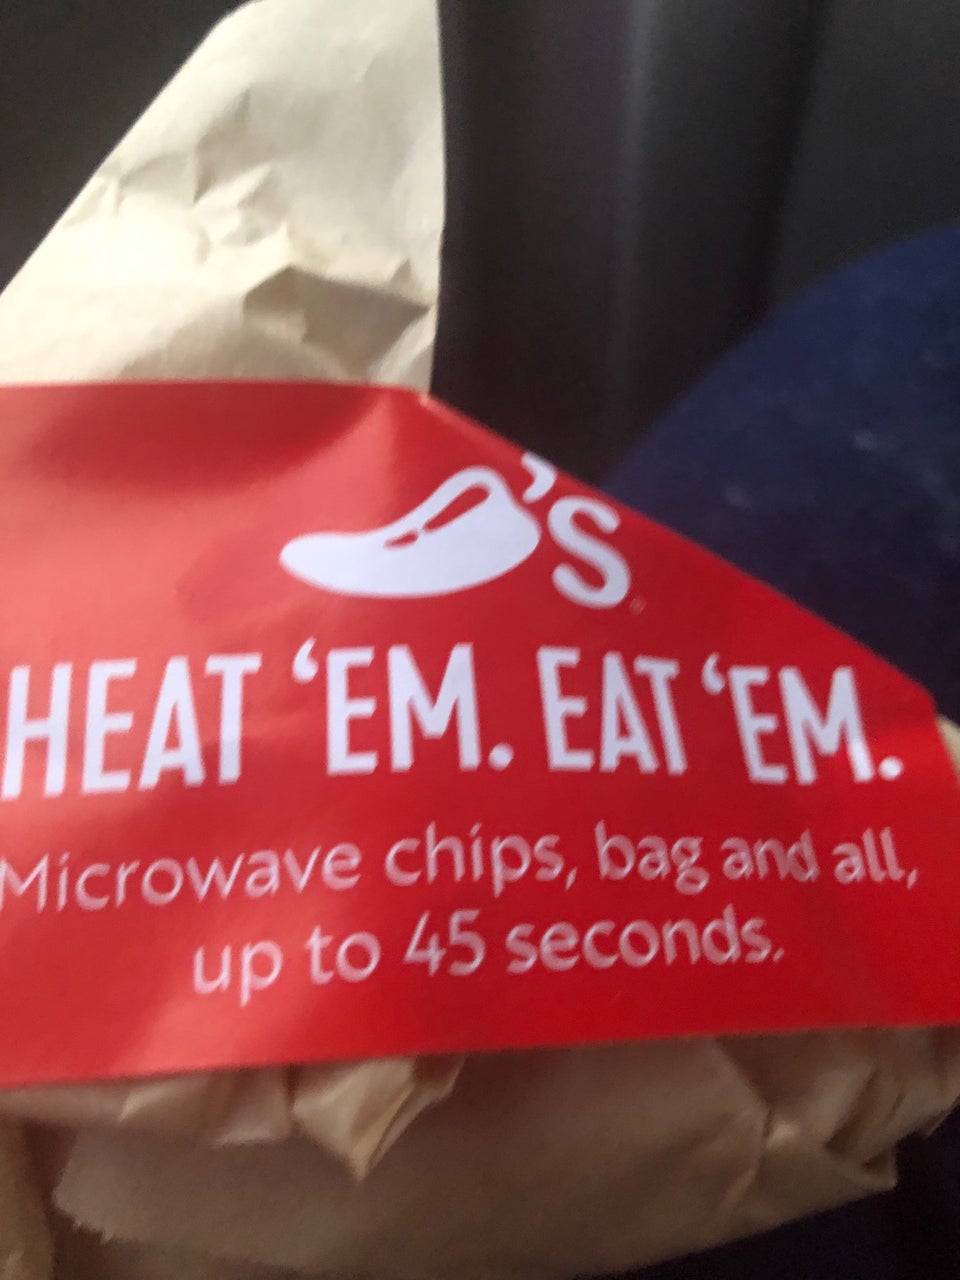 's
HEAT 'EM. EAT 'EM.
Microwave chips, bag and all,
up to 45 seconds.